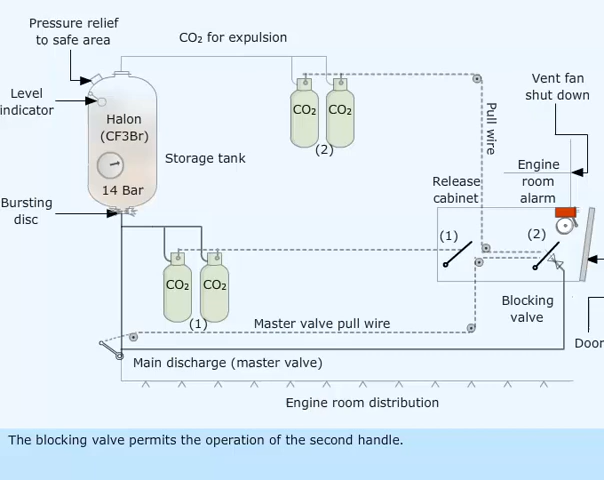 Pressure relief
to safe area
CO₂ for expulsion
Level
indicator
Halon
(CF3Br)
14 Bar
Storage tank
CO₂ CO₂
(2)
Pull wire
Vent fan
shut down
Engine
room
alarm
Release
cabinet
Bursting
disc
(1)
(2)
CO₂ CO₂
(1)
Blocking
valve
Master valve pull wire
Door
Main discharge (master valve)
Engine room distribution
The blocking valve permits the operation of the second handle.